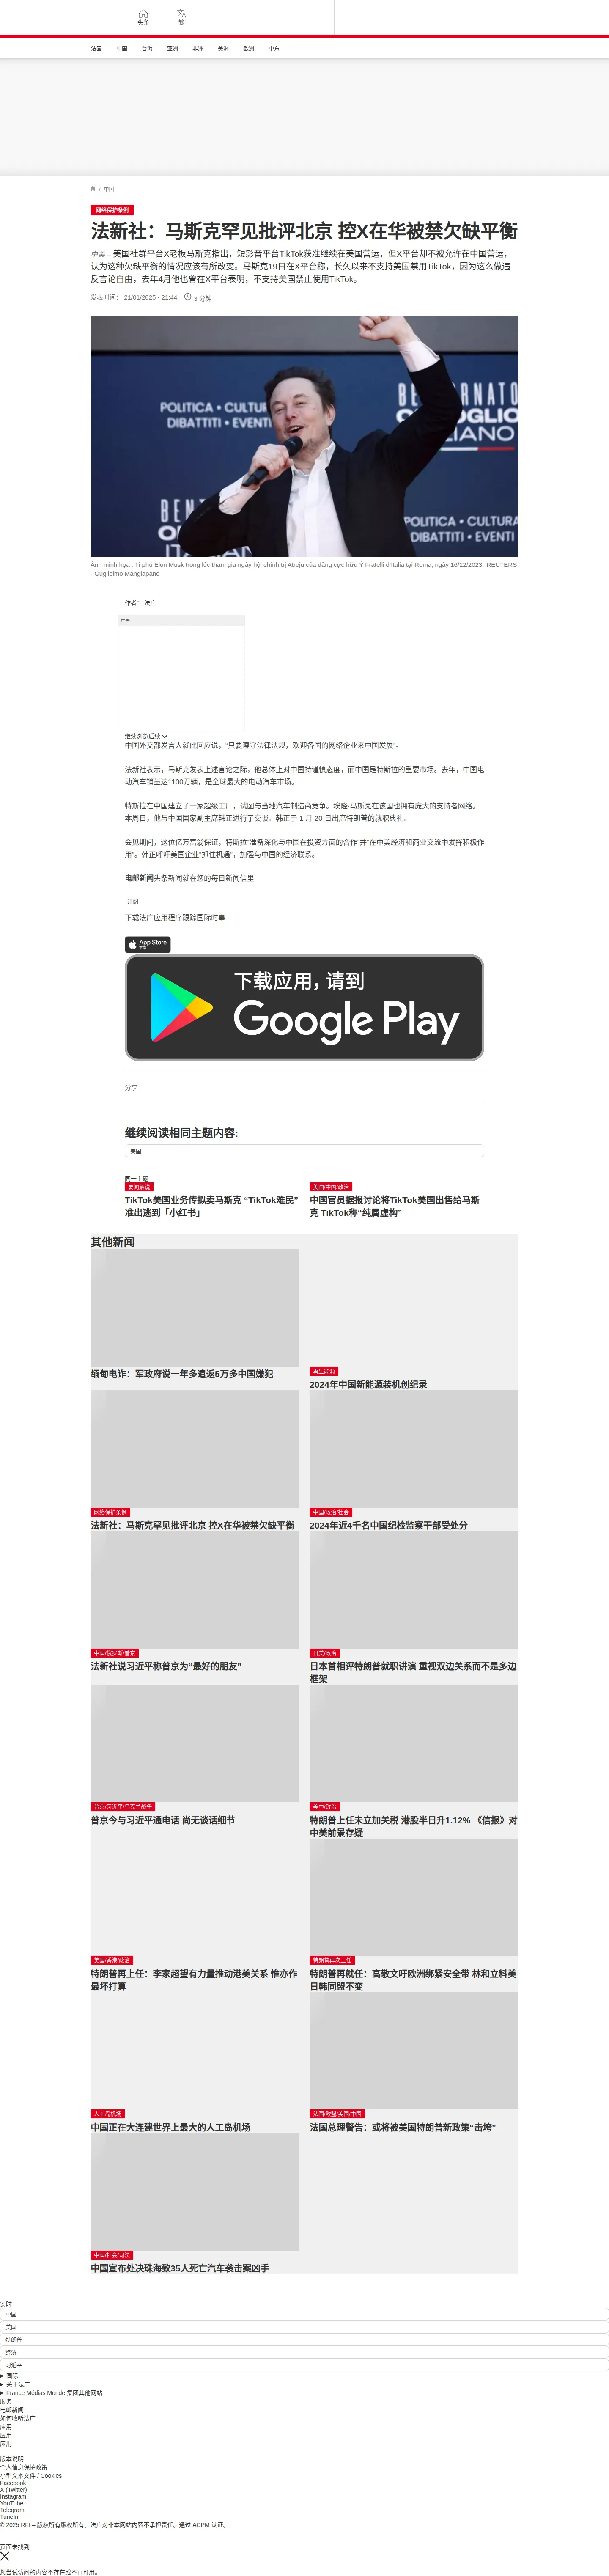 头条
繁
法国 中国 台海 亚洲 非洲 美洲 欧洲 中东
/ 中国
网络保护条例
法新社：马斯克罕见批评北京 控X在华被禁欠缺平衡
中美 – 美国社群平台X老板马斯克指出，短影音平台TikTok获准继续在美国营运，但X平台却不被允许在中国营运，
认为这种欠缺平衡的情况应该有所改变。马斯克19日在X平台称，长久以来不支持美国禁用TikTok，因为这么做违
反言论自由，去年4月他也曾在X平台表明，不支持美国禁止使用TikTok。
发表时间： 21/01/2025 - 21:44 3 分钟
POLITICA - CULTURA
DIBATTITI - EVENTI
POLITICA - CULTURA
DIBATTITI - EVENTI
Ảnh minh họa : Tỉ phú Elon Musk trong lúc tham gia ngày hội chính trị Atreju của đảng cực hữu Ý Fratelli d'Italia tại Roma, ngày 16/12/2023. REUTERS
- Guglielmo Mangiapane
作者： 法广
广告
继续浏览后续
中国外交部发言人就此回应说，“只要遵守法律法规，欢迎各国的网络企业来中国发展”。
法新社表示，马斯克发表上述言论之际，他总体上对中国持谨慎态度，而中国是特斯拉的重要市场。去年，中国电
动汽车销量达1100万辆，是全球最大的电动汽车市场。
特斯拉在中国建立了一家超级工厂，试图与当地汽车制造商竞争。埃隆·马斯克在该国也拥有庞大的支持者网络。
本周日，他与中国国家副主席韩正进行了交谈。韩正于 1 月 20 日出席特朗普的就职典礼。
会见期间，这位亿万富翁保证，特斯拉“准备深化与中国在投资方面的合作”并“在中美经济和商业交流中发挥积极作
用”。韩正呼吁美国企业“抓住机遇”，加强与中国的经济联系。
电邮新闻头条新闻就在您的每日新闻信里
订阅
下载法广应用程序跟踪国际时事
App Store
下载
下载应用，请到
Google Play
分享 :
继续阅读相同主题内容:
美国
同一主题
要闻解说
TikTok美国业务传拟卖马斯克 “TikTok难民”
准出逃到「小红书」
美国/中国/政治
中国官员据报讨论将TikTok美国出售给马斯
克 TikTok称“纯属虚构”
其他新闻
缅甸电诈：军政府说一年多遣返5万多中国嫌犯
再生能源
2024年中国新能源装机创纪录
网络保护条例
法新社：马斯克罕见批评北京 控X在华被禁欠缺平衡
中国/政治/社会
2024年近4千名中国纪检监察干部受处分
中国/俄罗斯/普京
法新社说习近平称普京为“最好的朋友”
日美/政治
日本首相评特朗普就职讲演 重视双边关系而不是多边
框架
普京/习近平/乌克兰战争
普京今与习近平通电话 尚无谈话细节
美中/政治
特朗普上任未立加关税 港股半日升1.12% 《信报》对
中美前景存疑
美国/香港/政治
特朗普再上任：李家超望有力量推动港美关系 惟亦作
最坏打算
特朗普再次上任
特朗普再就任：高敬文吁欧洲绑紧安全带 林和立料美
日韩同盟不变
人工岛机场
中国正在大连建世界上最大的人工岛机场
法国/欧盟/美国/中国
法国总理警告：或将被美国特朗普新政策“击垮”
中国/社会/司法
中国宣布处决珠海致35人死亡汽车袭击案凶手
实时
中国
美国
特朗普
经济
习近平
国际
关于法广
France Médias Monde 集团其他网站
服务
电邮新闻
如何收听法广
应用
应用
应用
版本说明
个人信息保护政策
小型文本文件 / Cookies
Facebook
X (Twitter)
Instagram
YouTube
Telegram
TuneIn
© 2025 RFI – 版权所有版权所有。法广对非本网站内容不承担责任。通过 ACPM 认证。
页面未找到
您尝试访问的内容不存在或不再可用。